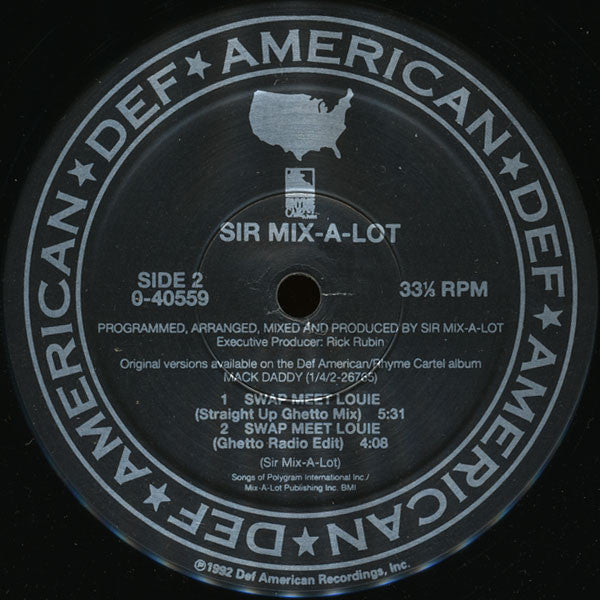 DEF ★ AMERICAN ★ DEF ★ AMERICAN ★ DEF ★ AMERICAN ★ DEF ★ AMERICAN
RHYME
CARTEL
SIR MIX-A-LOT
SIDE 2
0-40559
33⅓ RPM
PROGRAMMED, ARRANGED, MIXED AND PRODUCED BY SIR MIX-A-LOT
Executive Producer: Rick Rubin
Original versions available on the Def American/Rhyme Cartel album
MACK DADDY (1/4/2-26765)
1 SWAP MEET LOUIE
(Straight Up Ghetto Mix) 5:31
2 SWAP MEET LOUIE
(Ghetto Radio Edit) 4:08
(Sir Mix-A-Lot)
Songs of Polygram International Inc./
Mix-A-Lot Publishing Inc. BMI
℗1992 Def American Recordings, Inc.